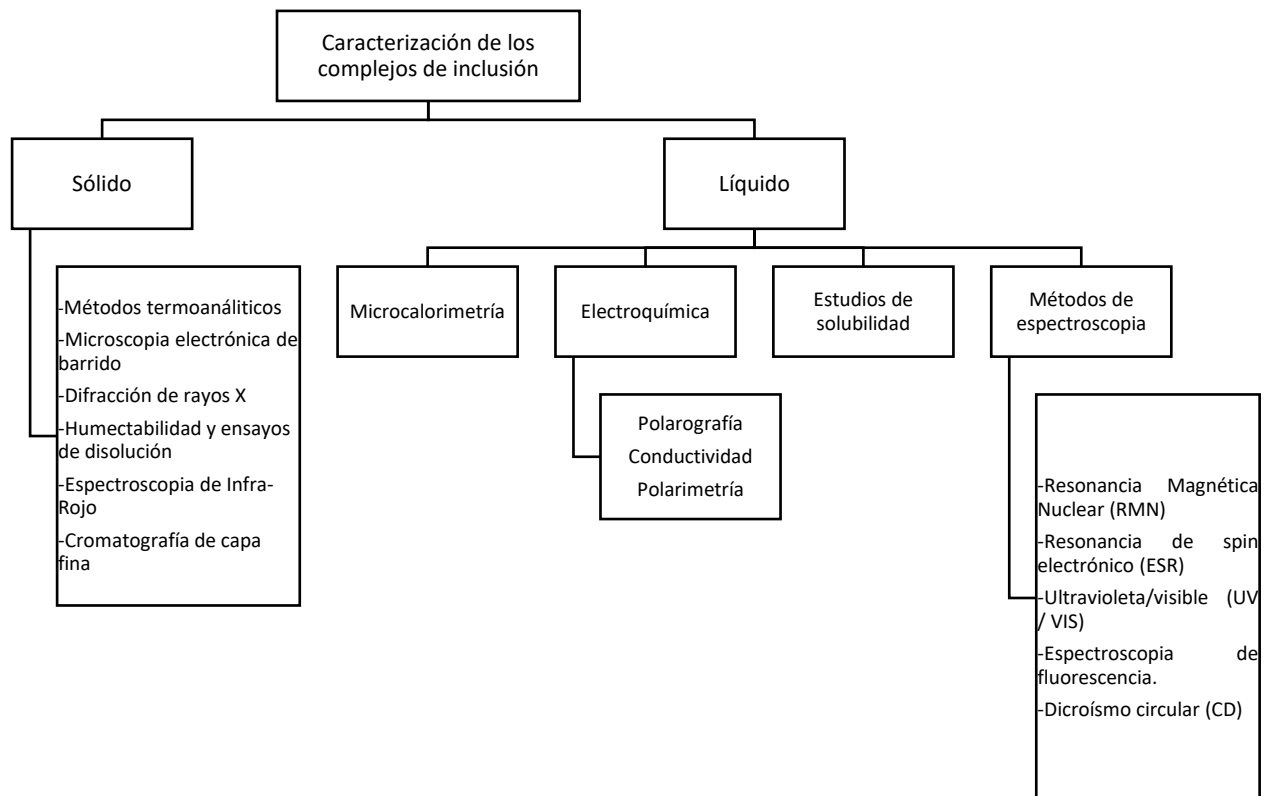 Caracterización de los
complejos de inclusión
Sólido
Líquido
-Métodos termoanáliticos
-Microscopia electrónica de
barrido
-Difracción de rayos X
-Humectabilidad y ensayos
de disolución
-Espectroscopia de Infra-
Rojo
-Cromatografía de capa
fina
Microcalorimetría
Electroquímica
Polarografía
Conductividad
Polarimetría
Estudios de
solubilidad
Métodos de
espectroscopia
-Resonancia Magnética
Nuclear (RMN)
-Resonancia de spin
electrónico (ESR)
-Ultravioleta/visible (UV
/ VIS)
-Espectroscopia de
fluorescencia.
-Dicroísmo circular (CD)